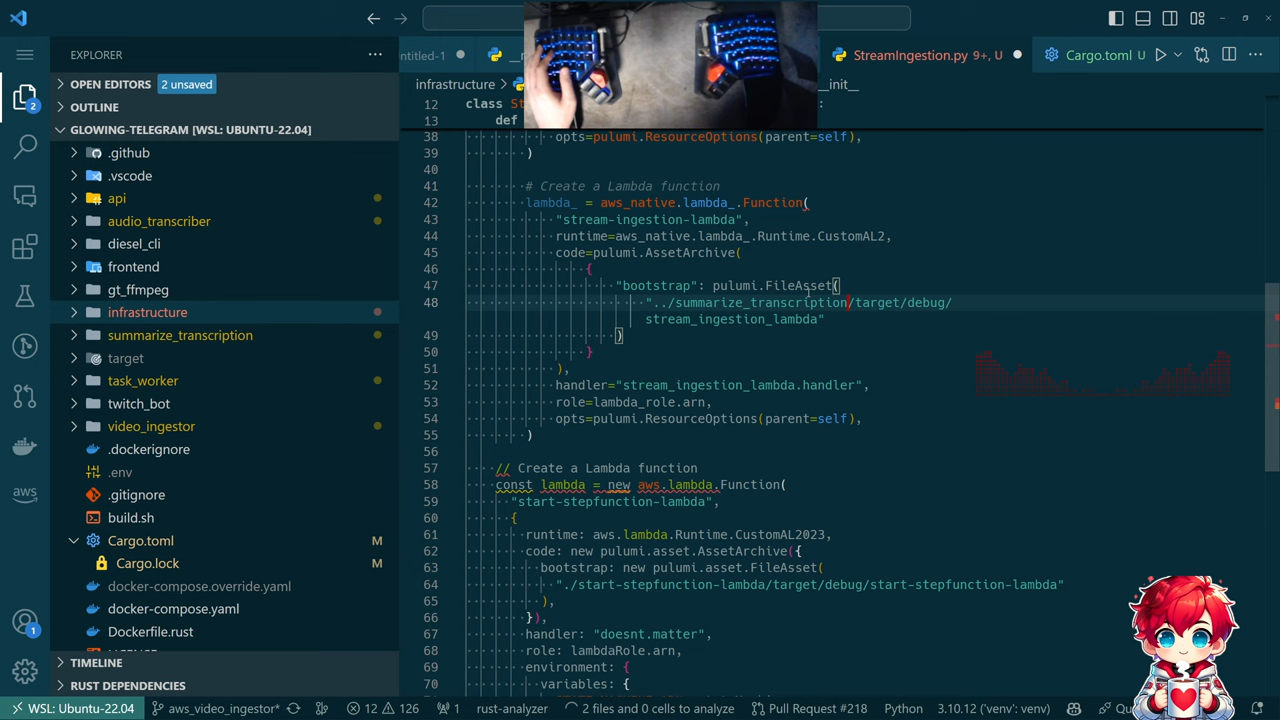 EXPLORER
OPEN EDITORS 2 unsaved
OUTLINE
GLOWING-TELEGRAM [WSL: UBUNTU-22.04]
.github
.vscode
api
audio_transcriber
diesel_cli
frontend
gt_ffmpeg
infrastructure
summarize_transcription
target
task_worker
twitch_bot
video_ingestor
.dockerignore
.env
.gitignore
build.sh
Cargo.toml M
Cargo.lock M
docker-compose.override.yaml
docker-compose.yaml
Dockerfile.rust
TIMELINE
RUST DEPENDENCIES
2
aws
1
StreamIngestion.py 9+, U
Cargo.toml U
infrastructure
__init__
12 class
13 def
38 opts=pulumi.ResourceOptions(parent=self),
39 )
40
41 # Create a Lambda function
42 lambda_ = aws_native.lambda_.Function(
43 "stream-ingestion-lambda",
44 runtime=aws_native.lambda_.Runtime.CustomAL2,
45 code=pulumi.AssetArchive(
46 {
47 "bootstrap": pulumi.FileAsset(
48 "../summarize_transcription/target/debug/
stream_ingestion_lambda"
49 )
50 }
51 ),
52 handler="stream_ingestion_lambda.handler",
53 role=lambda_role.arn,
54 opts=pulumi.ResourceOptions(parent=self),
55 )
56
57 // Create a Lambda function
58 const lambda = new aws.lambda.Function(
59 "start-stepfunction-lambda",
60 {
61 runtime: aws.lambda.Runtime.CustomAL2023,
62 code: new pulumi.asset.AssetArchive({
63 bootstrap: new pulumi.asset.FileAsset(
64 "./start-stepfunction-lambda/target/debug/start-stepfunction-lambda"
65 ),
66 }),
67 handler: "doesnt.matter",
68 role: lambdaRole.arn,
69 environment: {
70 variables: {
WSL: Ubuntu-22.04 aws_video_ingestor* 12 126 1 rust-analyzer 2 files and 0 cells to analyze Pull Request #218 Python 3.10.12 ('venv': venv)